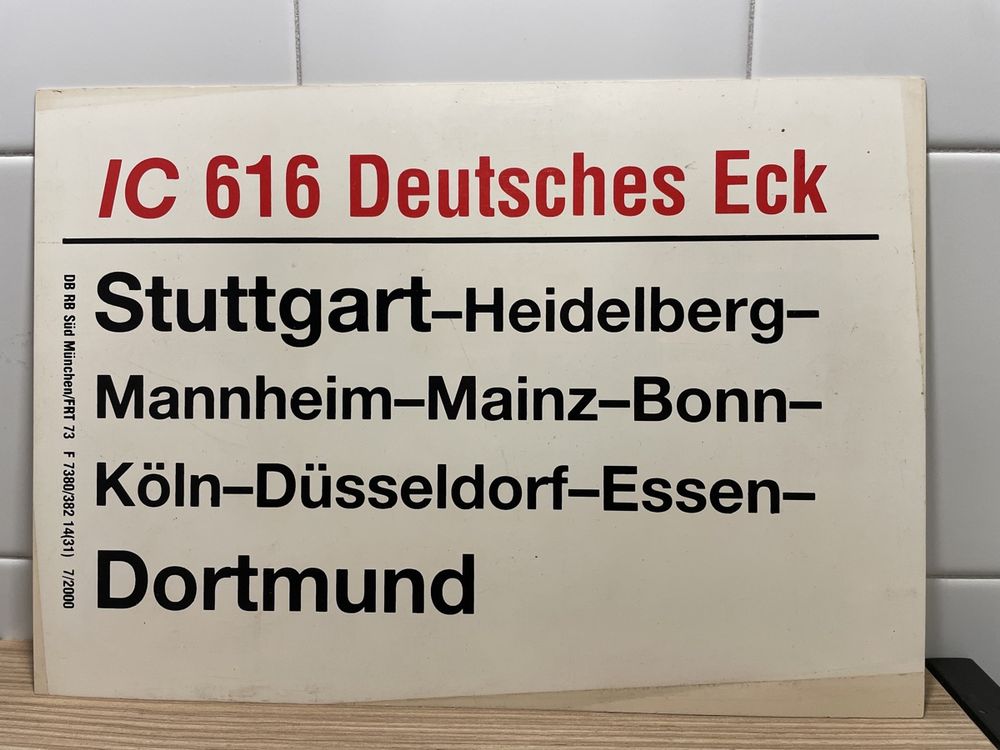 IC 616 Deutsches Eck
Stuttgart–Heidelberg–
Mannheim–Mainz–Bonn–
Köln–Düsseldorf–Essen–
Dortmund
DB RB Süd München/FRT 73 F 7380/382 14(31) 7/2000